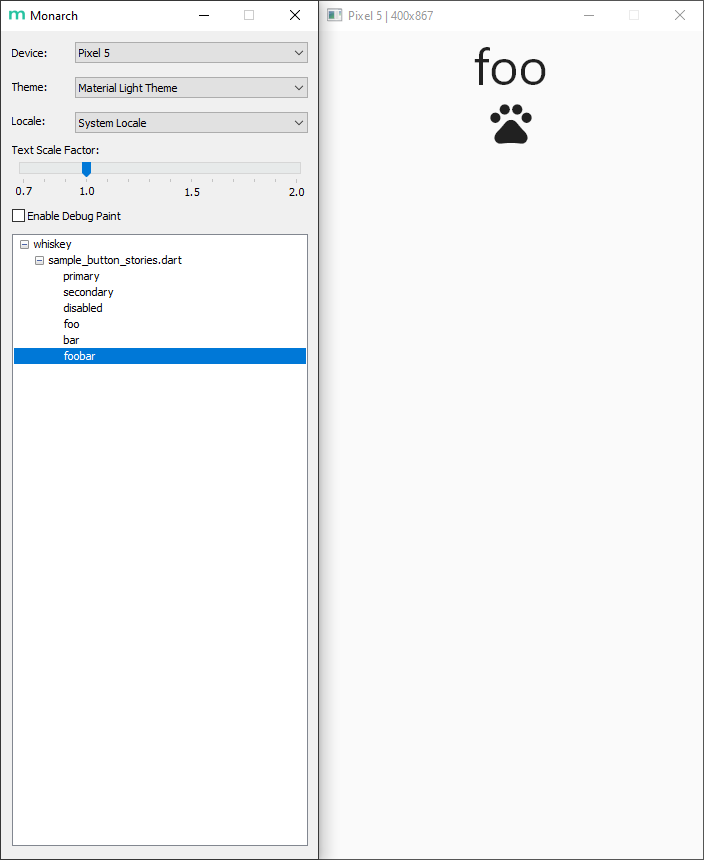 Monarch
Device: Pixel 5
Theme: Material Light Theme
Locale: System Locale
Text Scale Factor:
0.7 1.0 1.5 2.0
Enable Debug Paint
whiskey
sample_button_stories.dart
primary
secondary
disabled
foo
bar
foobar
Pixel 5 | 400x867
foo